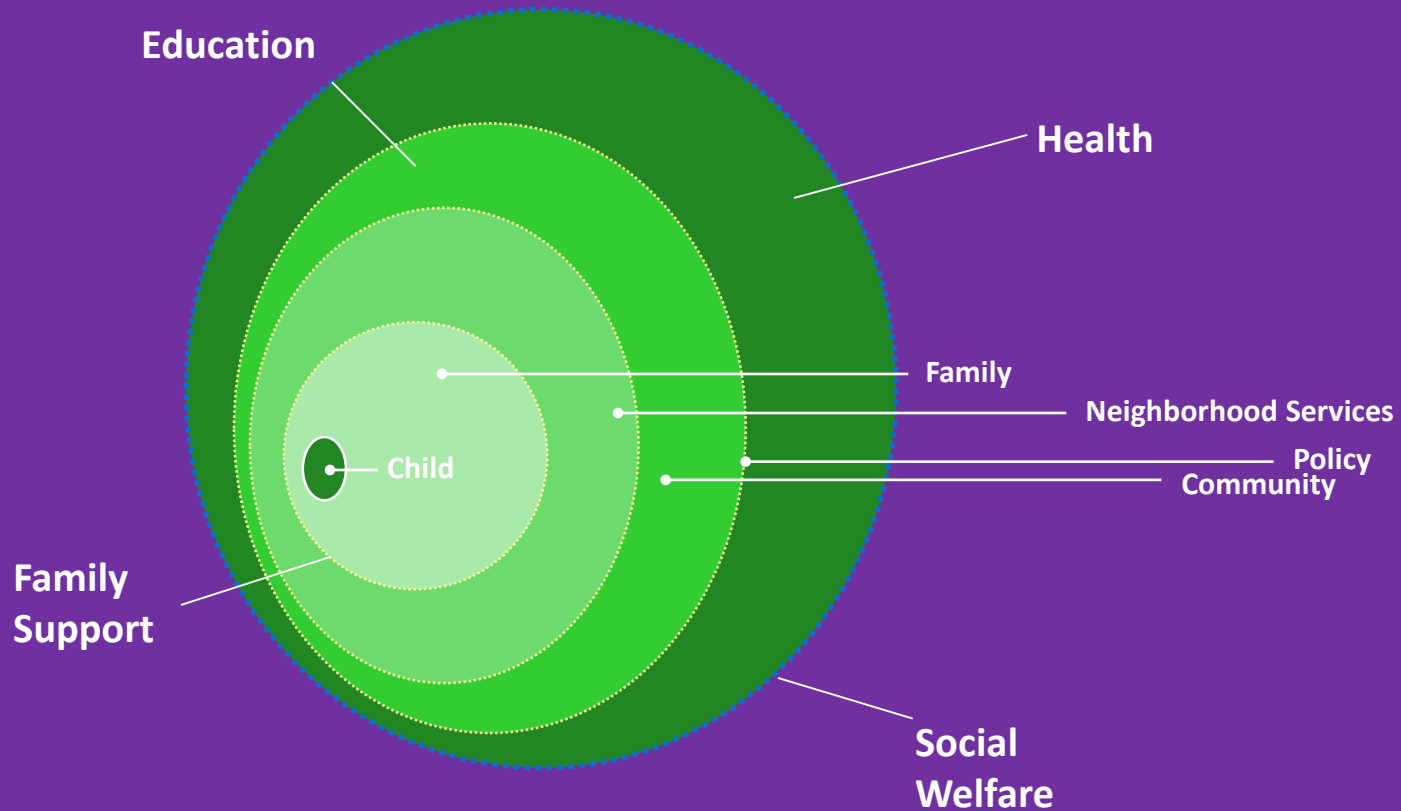 Education
Health
Family
Neighborhood Services
Policy
Child
Community
Family
Support
Social
Welfare